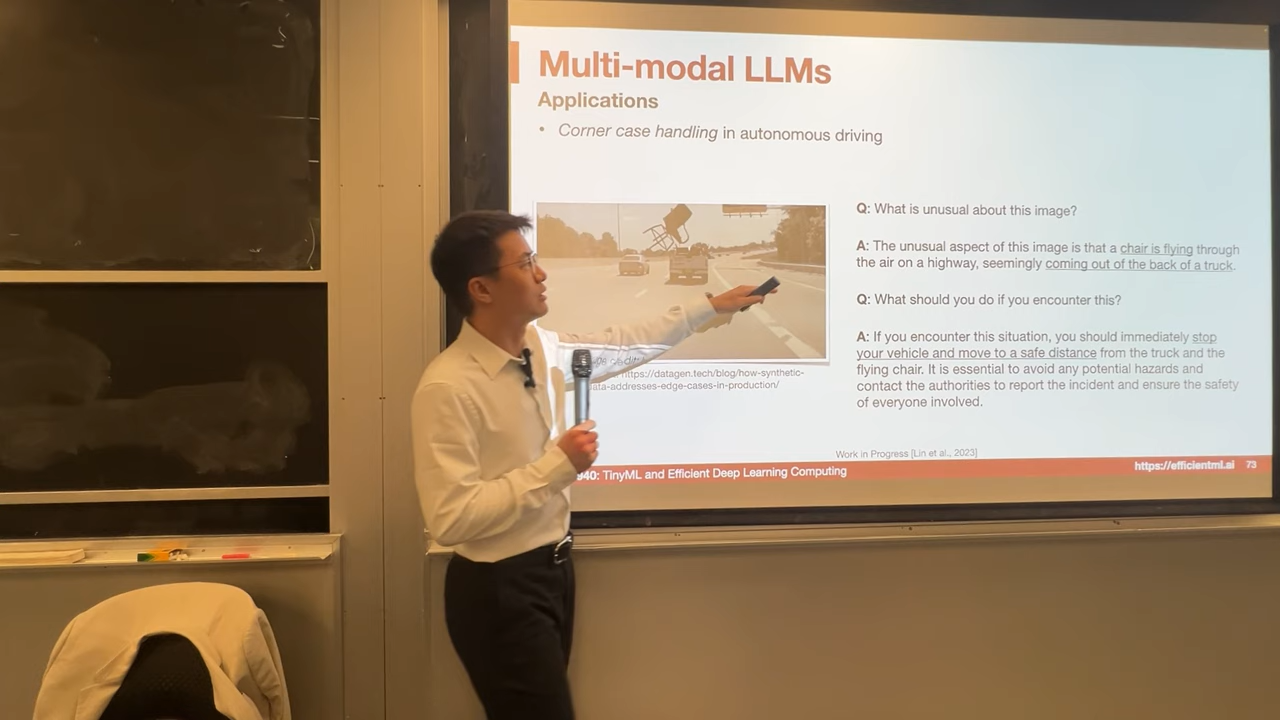 Multi-modal LLMs
Applications
• Corner case handling in autonomous driving
Q: What is unusual about this image?
A: The unusual aspect of this image is that a chair is flying through
the air on a highway, seemingly coming out of the back of a truck.
Q: What should you do if you encounter this?
A: If you encounter this situation, you should immediately stop
your vehicle and move to a safe distance from the truck and the
flying chair. It is essential to avoid any potential hazards and
contact the authorities to report the incident and ensure the safety
of everyone involved.
https://datagen.tech/blog/how-synthetic-
data-addresses-edge-cases-in-production/
Work in Progress [Lin et al., 2023]
940: TinyML and Efficient Deep Learning Computing
https://efficientml.ai 73